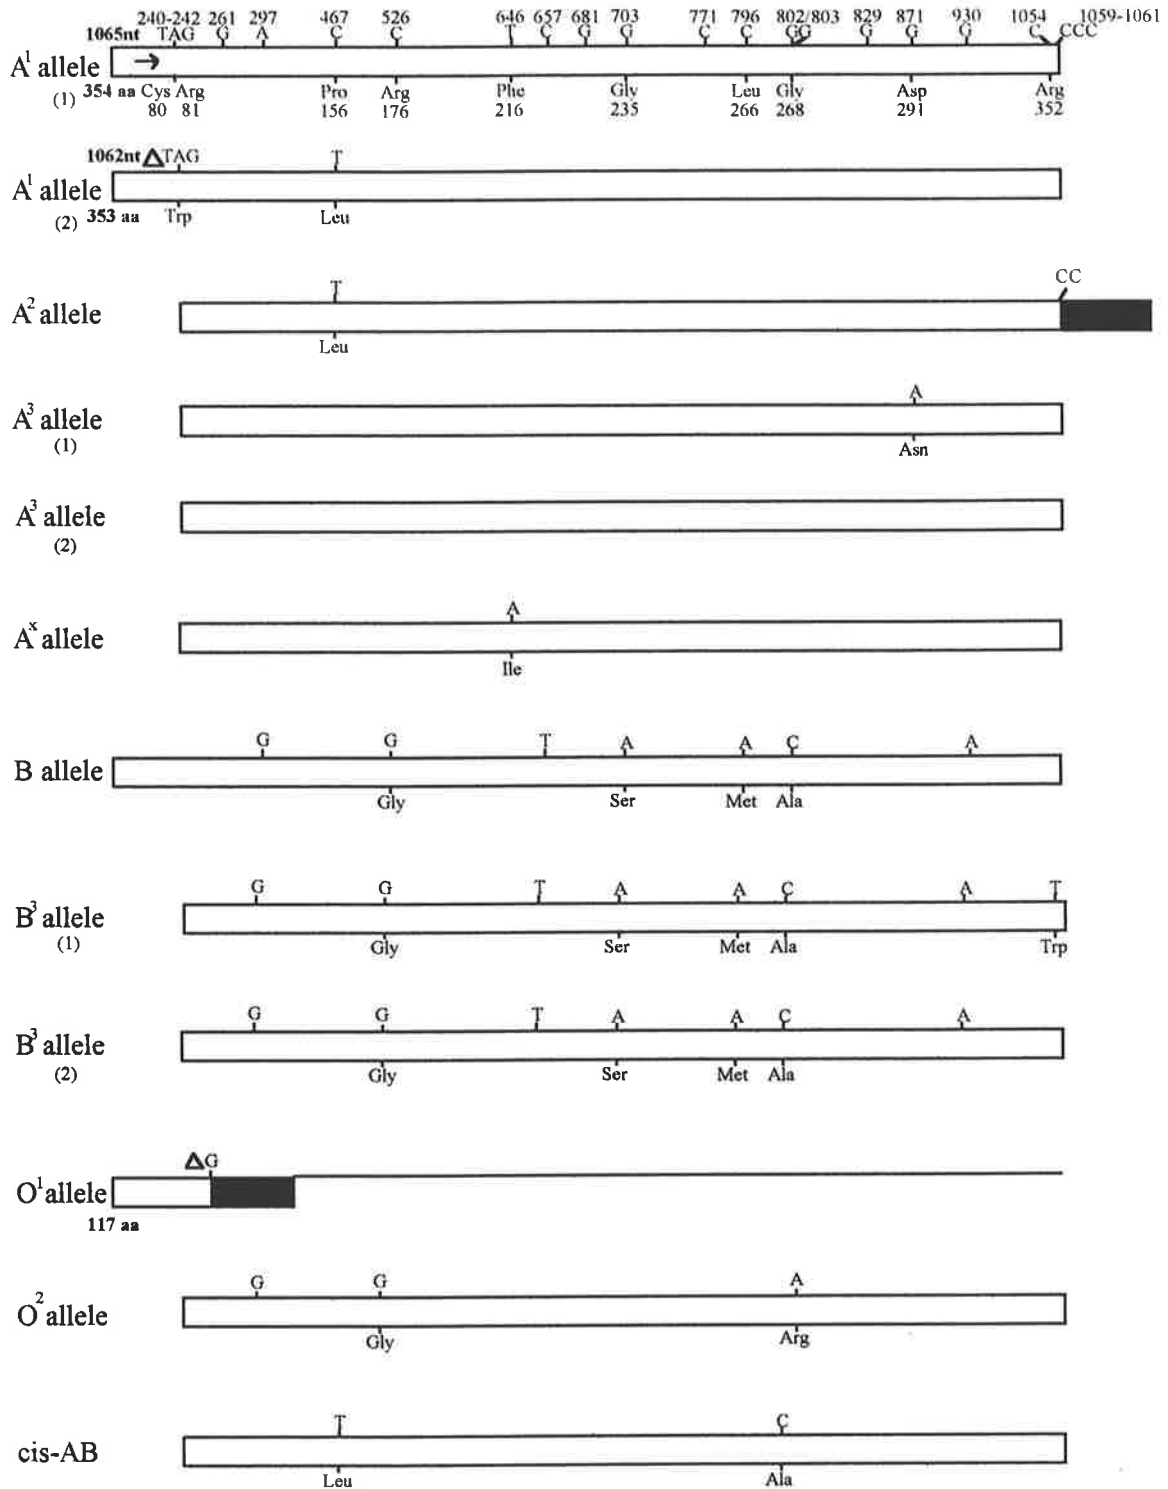 240-242 261 297 467 526 646 657 681 703 771 796 802/803 829 871 930 1054 1059-1061
1065nt TAG G A C C T C G G C C GG G G G C CCC
A1 allele
(1) 354 aa Cys Arg Pro Arg Phe Gly Leu Gly Asp Arg
80 81 156 176 216 235 266 268 291 352
1062nt ΔTAG T
A1 allele
(2) 353 aa Trp Leu
T CC
A2 allele
Leu
A
A3 allele
(1) Asn
A3 allele
(2)
A
Ax allele
Ile
G G T A A C A
B allele
Gly Ser Met Ala
G G T A A C A T
B3 allele
(1) Gly Ser Met Ala Trp
G G T A A C A
B3 allele
(2) Gly Ser Met Ala
ΔG
O1 allele
117 aa
G G A
O2 allele
Gly Arg
T C
cis-AB
Leu Ala